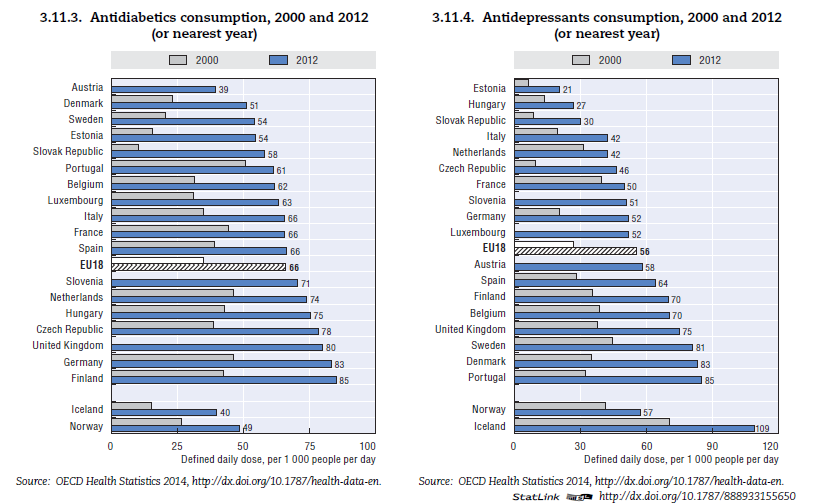 3.11.3. Antidiabetics consumption, 2000 and 2012
(or nearest year)
2000 2012
Austria 39
Denmark 51
Sweden 54
Estonia 54
Slovak Republic 58
Portugal 61
Belgium 62
Luxembourg 63
Italy 66
France 66
Spain 66
EU18 66
Slovenia 71
Netherlands 74
Hungary 75
Czech Republic 78
United Kingdom 80
Germany 83
Finland 85
Iceland 40
Norway 49
0 25 50 75 100
Defined daily dose, per 1 000 people per day
Source: OECD Health Statistics 2014, http://dx.doi.org/10.1787/health-data-en.
3.11.4. Antidepressants consumption, 2000 and 2012
(or nearest year)
2000 2012
Estonia 21
Hungary 27
Slovak Republic 30
Italy 42
Netherlands 42
Czech Republic 46
France 50
Slovenia 51
Germany 52
Luxembourg 52
EU18 56
Austria 58
Spain 64
Finland 70
Belgium 70
United Kingdom 75
Sweden 81
Denmark 83
Portugal 85
Norway 57
Iceland 109
0 30 60 90 120
Defined daily dose, per 1 000 people per day
Source: OECD Health Statistics 2014, http://dx.doi.org/10.1787/health-data-en.
StatLink http://dx.doi.org/10.1787/888933155650